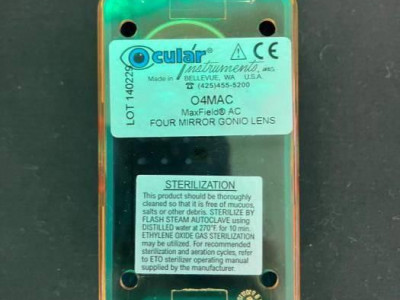 Ocular
Instruments, INC.
CE
Made in BELLEVUE, WA U.S.A.
☎ (425)455-5200
LOT 140229
O4MAC
MaxField® AC
FOUR MIRROR GONIO LENS
STERILIZATION
This product should be thoroughly
cleaned so that it is free of mucous,
salts or other debris. STERILIZE BY
FLASH STEAM AUTOCLAVE using
DISTILLED water at 270°F. for 10 min.
ETHYLENE OXIDE GAS STERILIZATION
may be utilized. For recommended
sterilization and aeration cycles, refer
to ETO sterilizer operating manual
supplied by the manufacturer.